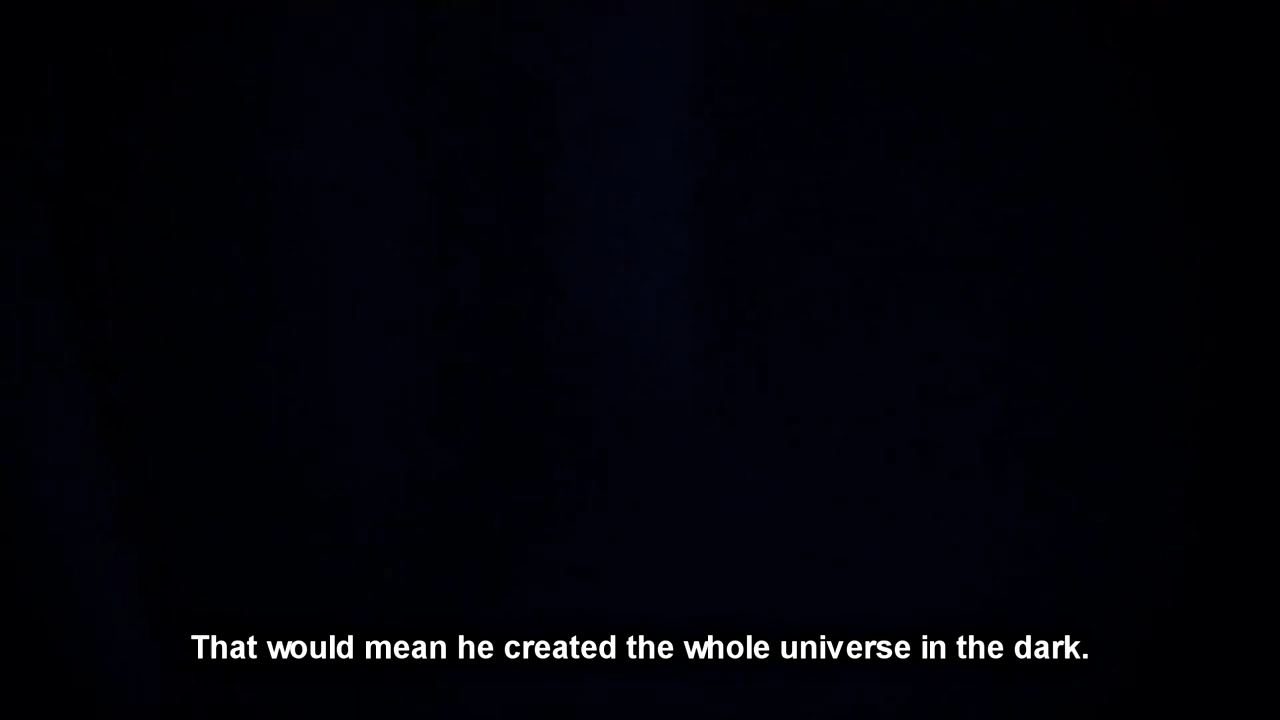 That would mean he created the whole universe in the dark.